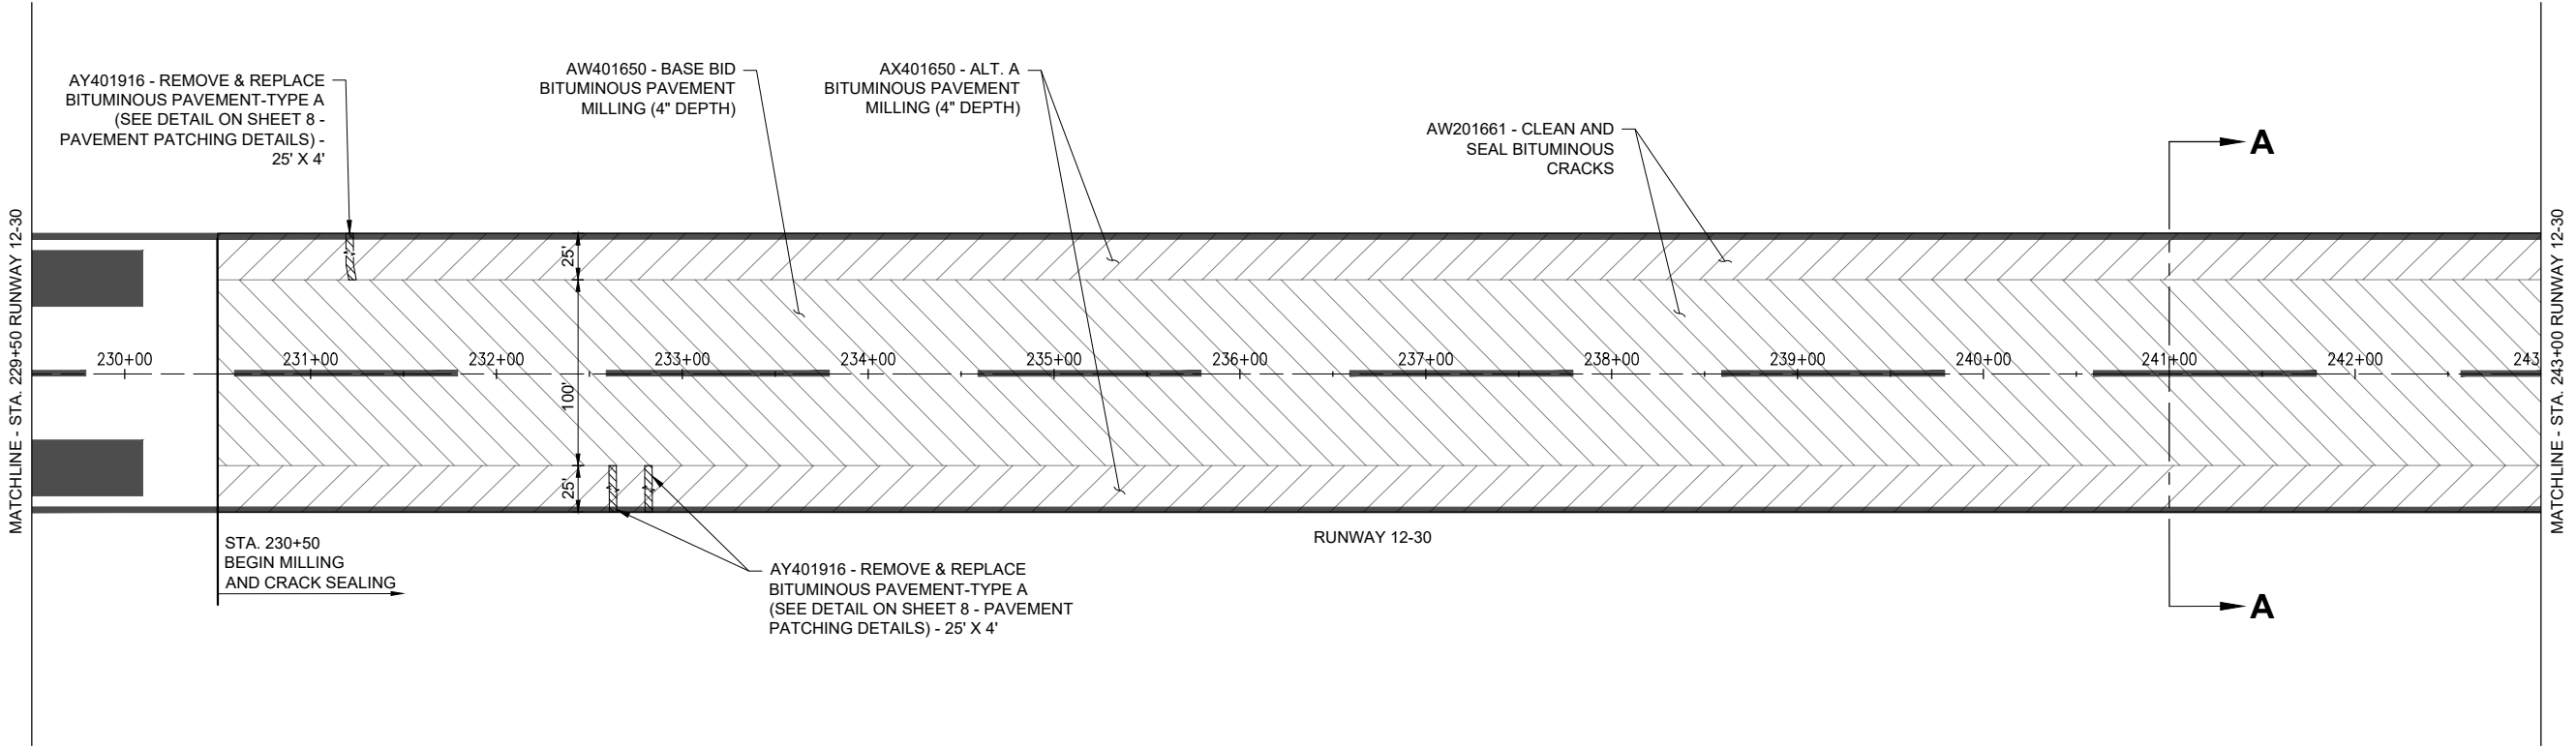 AY401916 - REMOVE & REPLACE
BITUMINOUS PAVEMENT-TYPE A
(SEE DETAIL ON SHEET 8 -
PAVEMENT PATCHING DETAILS) -
25' X 4'
AW401650 - BASE BID
BITUMINOUS PAVEMENT
MILLING (4" DEPTH)
AX401650 - ALT. A
BITUMINOUS PAVEMENT
MILLING (4" DEPTH)
AW201661 - CLEAN AND
SEAL BITUMINOUS
CRACKS
A
MATCHLINE - STA. 229+50 RUNWAY 12-30
MATCHLINE - STA. 243+00 RUNWAY 12-30
25'
230+00 231+00 232+00 233+00 234+00 235+00 236+00 237+00 238+00 239+00 240+00 241+00 242+00 243
100'
25'
STA. 230+50
BEGIN MILLING
AND CRACK SEALING
RUNWAY 12-30
AY401916 - REMOVE & REPLACE
BITUMINOUS PAVEMENT-TYPE A
(SEE DETAIL ON SHEET 8 - PAVEMENT
PATCHING DETAILS) - 25' X 4'
A